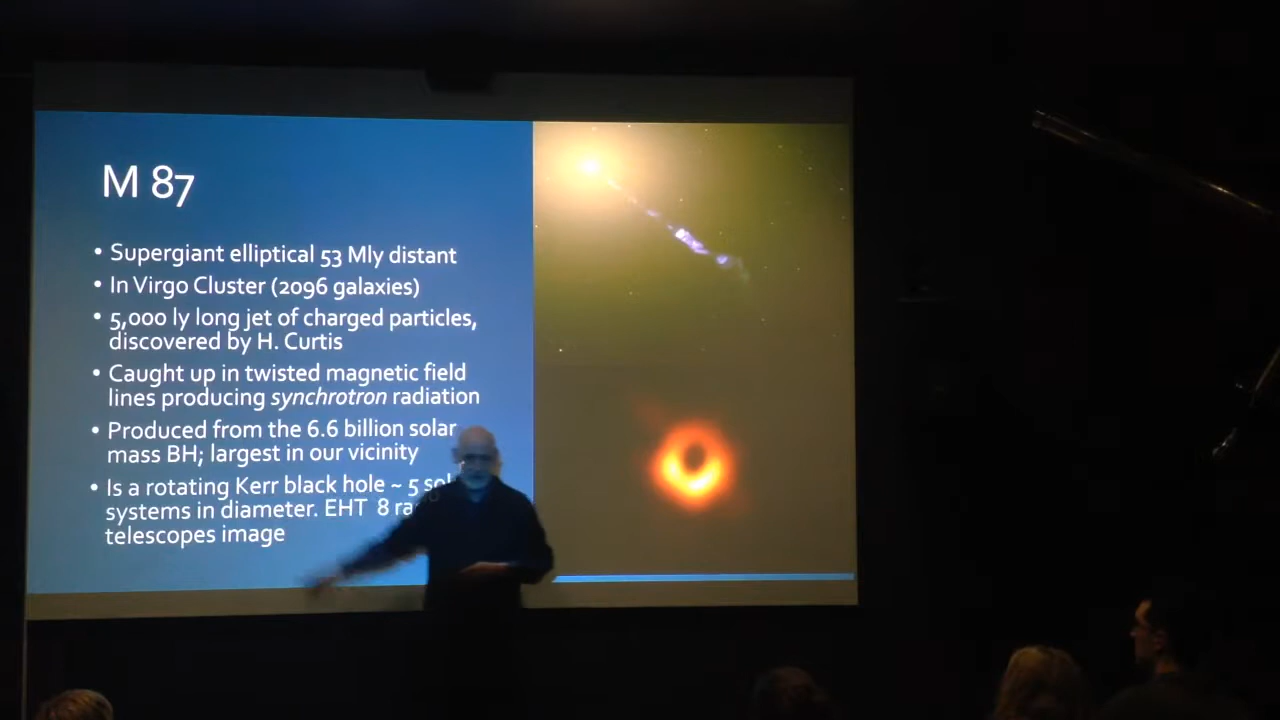 M 87
• Supergiant elliptical 53 Mly distant
• In Virgo Cluster (2096 galaxies)
• 5,000 ly long jet of charged particles,
discovered by H. Curtis
• Caught up in twisted magnetic field
lines producing synchrotron radiation
• Produced from the 6.6 billion solar
mass BH; largest in our vicinity
• Is a rotating Kerr black hole ~ 5
systems in diameter. EHT 8
telescopes image